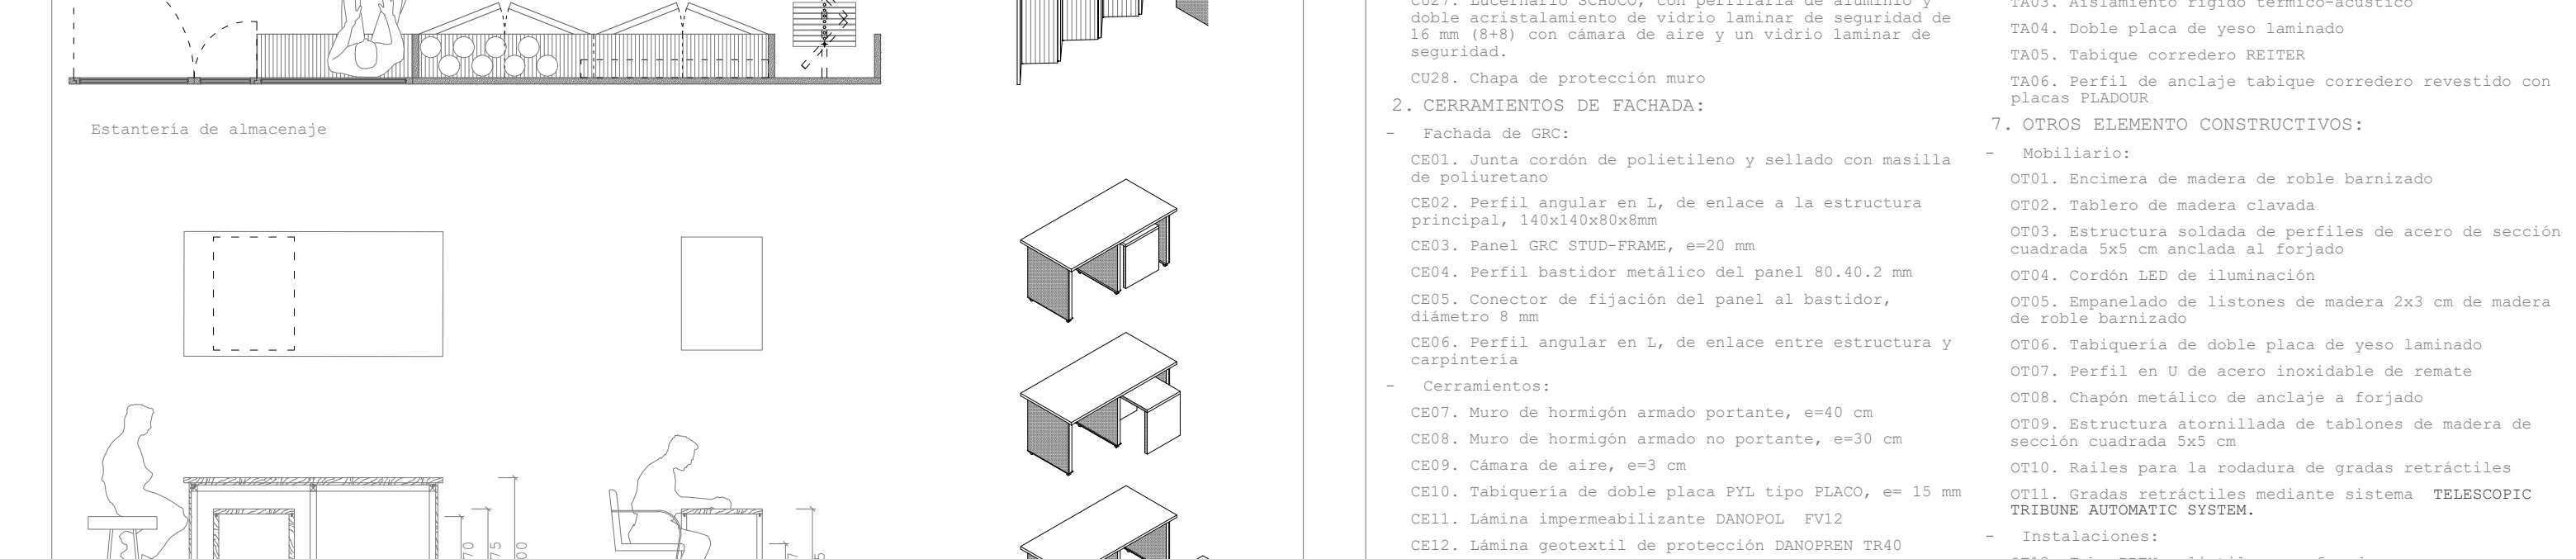 Estantería de almacenaje
70
75
doble acristalamiento de vidrio laminar de seguridad de
16 mm (8+8) con cámara de aire y un vidrio laminar de
seguridad.
CU28. Chapa de protección muro
2. CERRAMIENTOS DE FACHADA:
- Fachada de GRC:
CE01. Junta cordón de polietileno y sellado con masilla
de poliuretano
CE02. Perfil angular en L, de enlace a la estructura
principal, 140x140x80x8mm
CE03. Panel GRC STUD-FRAME, e=20 mm
CE04. Perfil bastidor metálico del panel 80.40.2 mm
CE05. Conector de fijación del panel al bastidor,
diámetro 8 mm
CE06. Perfil angular en L, de enlace entre estructura y
carpintería
- Cerramientos:
CE07. Muro de hormigón armado portante, e=40 cm
CE08. Muro de hormigón armado no portante, e=30 cm
CE09. Cámara de aire, e=3 cm
CE10. Tabiquería de doble placa PYL tipo PLACO, e= 15 mm
CE11. Lámina impermeabilizante DANOPOL FV12
CE12. Lámina geotextil de protección DANOPREN TR40
TA03. Aislamiento rígido térmico-acústico
TA04. Doble placa de yeso laminado
TA05. Tabique corredero REITER
TA06. Perfil de anclaje tabique corredero revestido con
placas PLADOUR
7. OTROS ELEMENTO CONSTRUCTIVOS:
- Mobiliario:
OT01. Encimera de madera de roble barnizado
OT02. Tablero de madera clavada
OT03. Estructura soldada de perfiles de acero de sección
cuadrada 5x5 cm anclada al forjado
OT04. Cordón LED de iluminación
OT05. Empanelado de listones de madera 2x3 cm de madera
de roble barnizado
OT06. Tabiquería de doble placa de yeso laminado
OT07. Perfil en U de acero inoxidable de remate
OT08. Chapón metálico de anclaje a forjado
OT09. Estructura atornillada de tablones de madera de
sección cuadrada 5x5 cm
OT10. Railes para la rodadura de gradas retráctiles
OT11. Gradas retráctiles mediante sistema TELESCOPIC
TRIBUNE AUTOMATIC SYSTEM.
- Instalaciones: